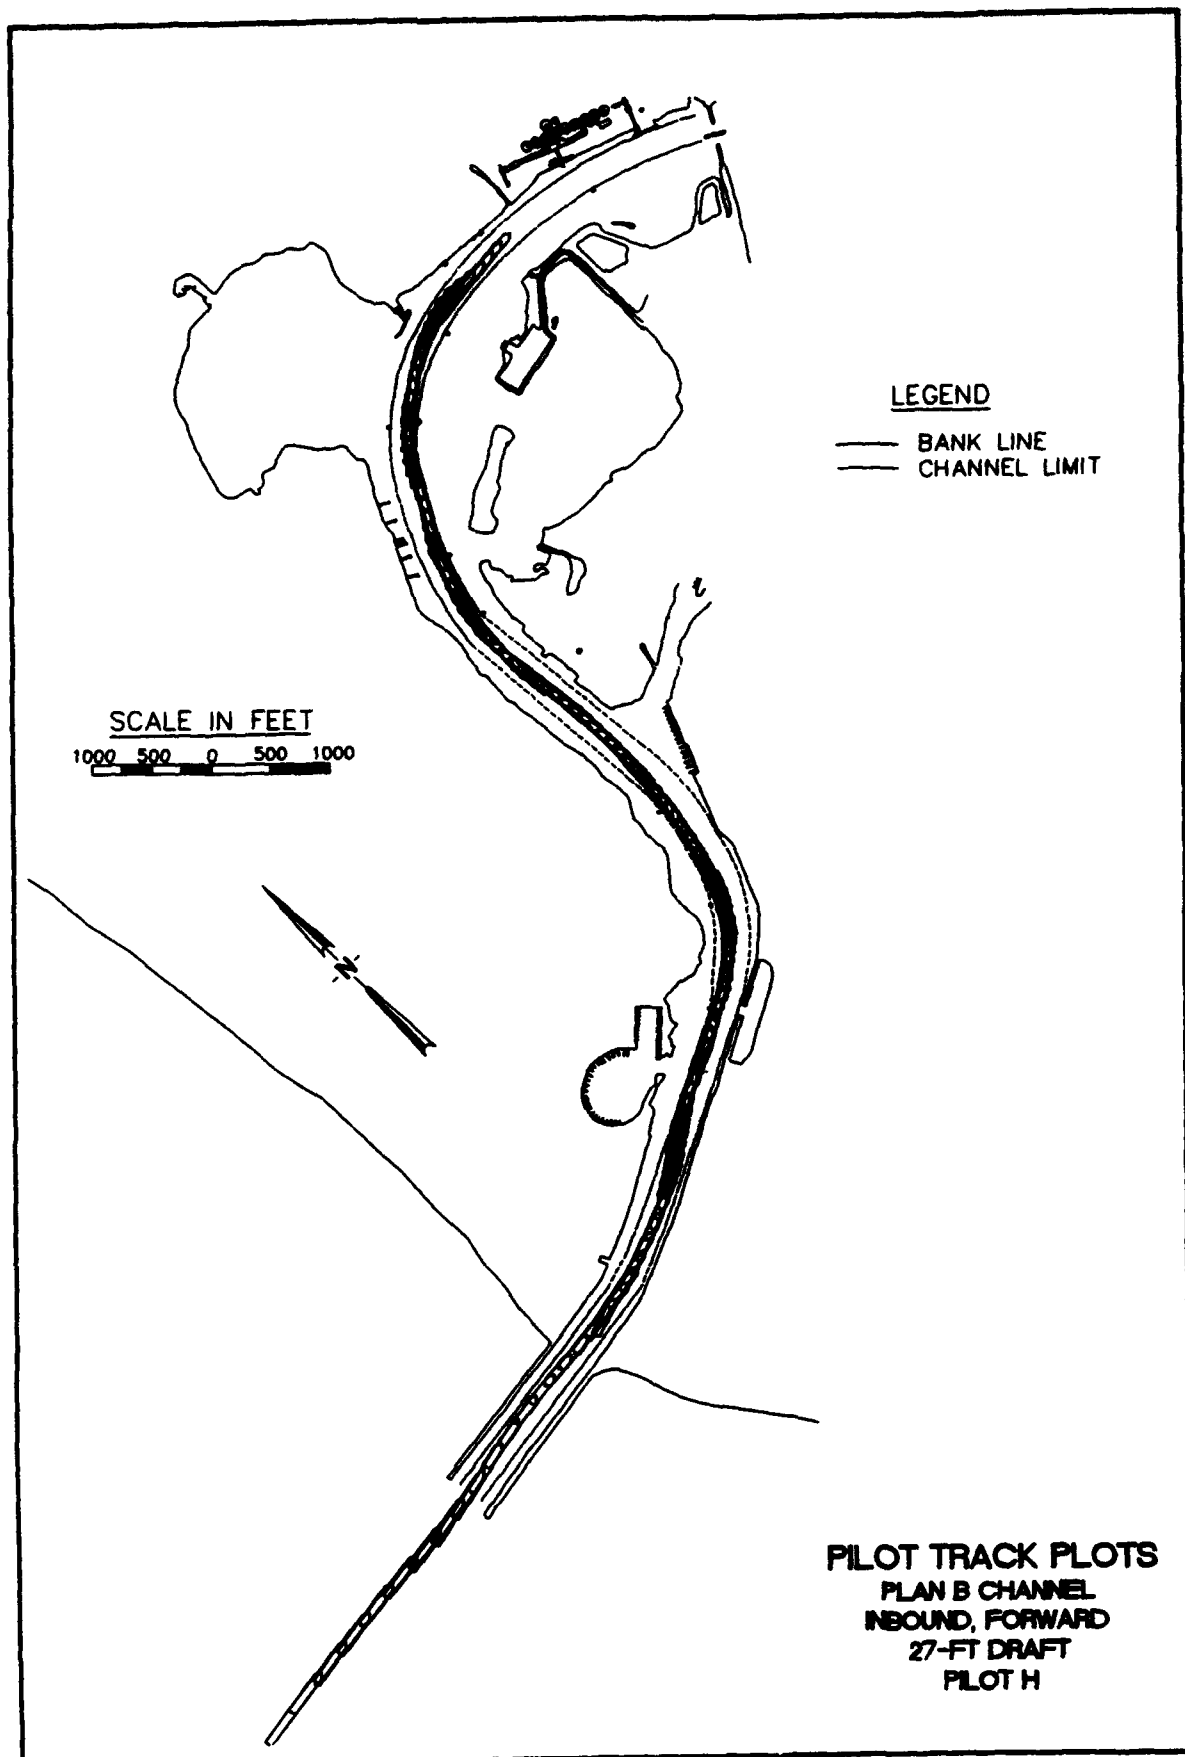 LEGEND
BANK LINE
CHANNEL LIMIT
SCALE IN FEET
1000 500 0 500 1000
N
PILOT TRACK PLOTS
PLAN B CHANNEL
INBOUND, FORWARD
27-FT DRAFT
PILOT H